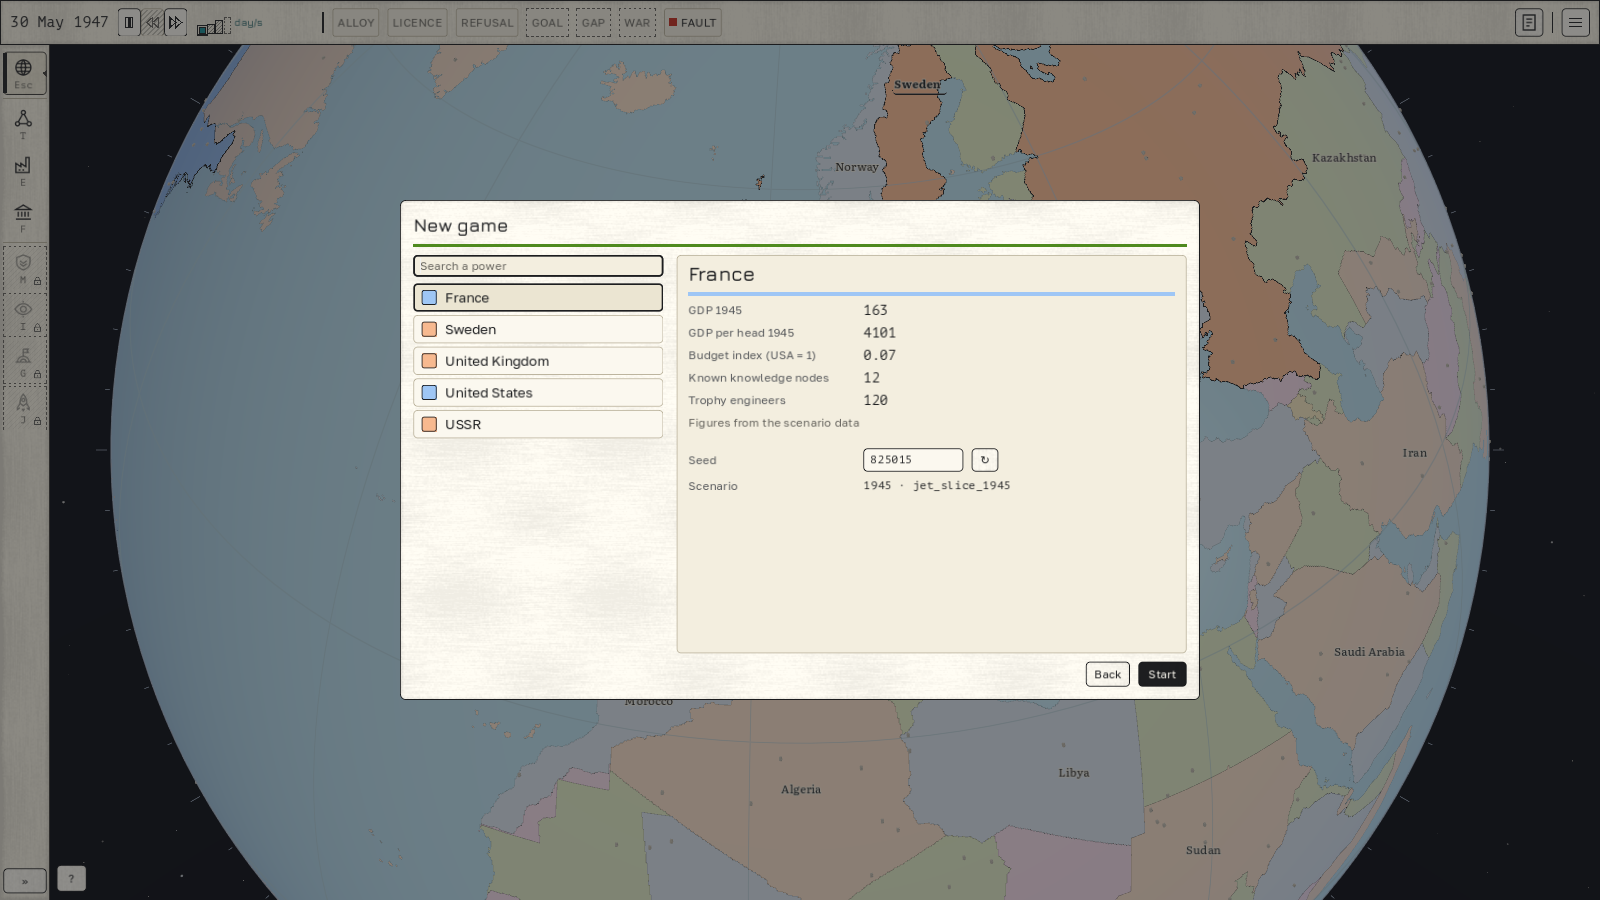 30 May 1947
day/s
ALLOY
LICENCE
REFUSAL
GOAL
GAP
WAR
FAULT
Esc
T
E
F
M
I
G
J
»
?
Sweden
Norway
Kazakhstan
Iran
Saudi Arabia
Morocco
Algeria
Libya
Sudan
New game
Search a power
France
Sweden
United Kingdom
United States
USSR
France
GDP 1945 163
GDP per head 1945 4101
Budget index (USA = 1) 0.07
Known knowledge nodes 12
Trophy engineers 120
Figures from the scenario data
Seed 825015 ↻
Scenario 1945 · jet_slice_1945
Back
Start